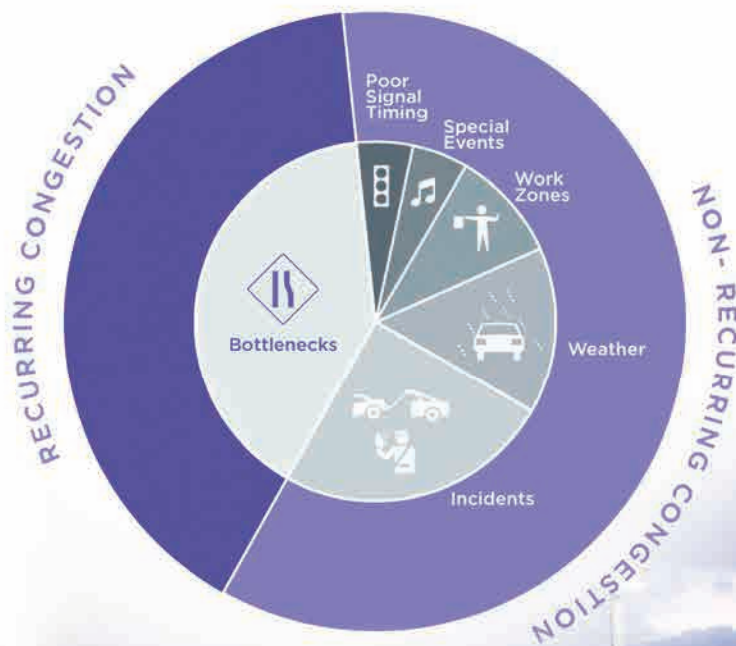 RECURRING CONGESTION
Poor
Signal
Timing
Special
Events
Work
Zones
Bottlenecks
Weather
Incidents
NON- RECURRING CONGESTION